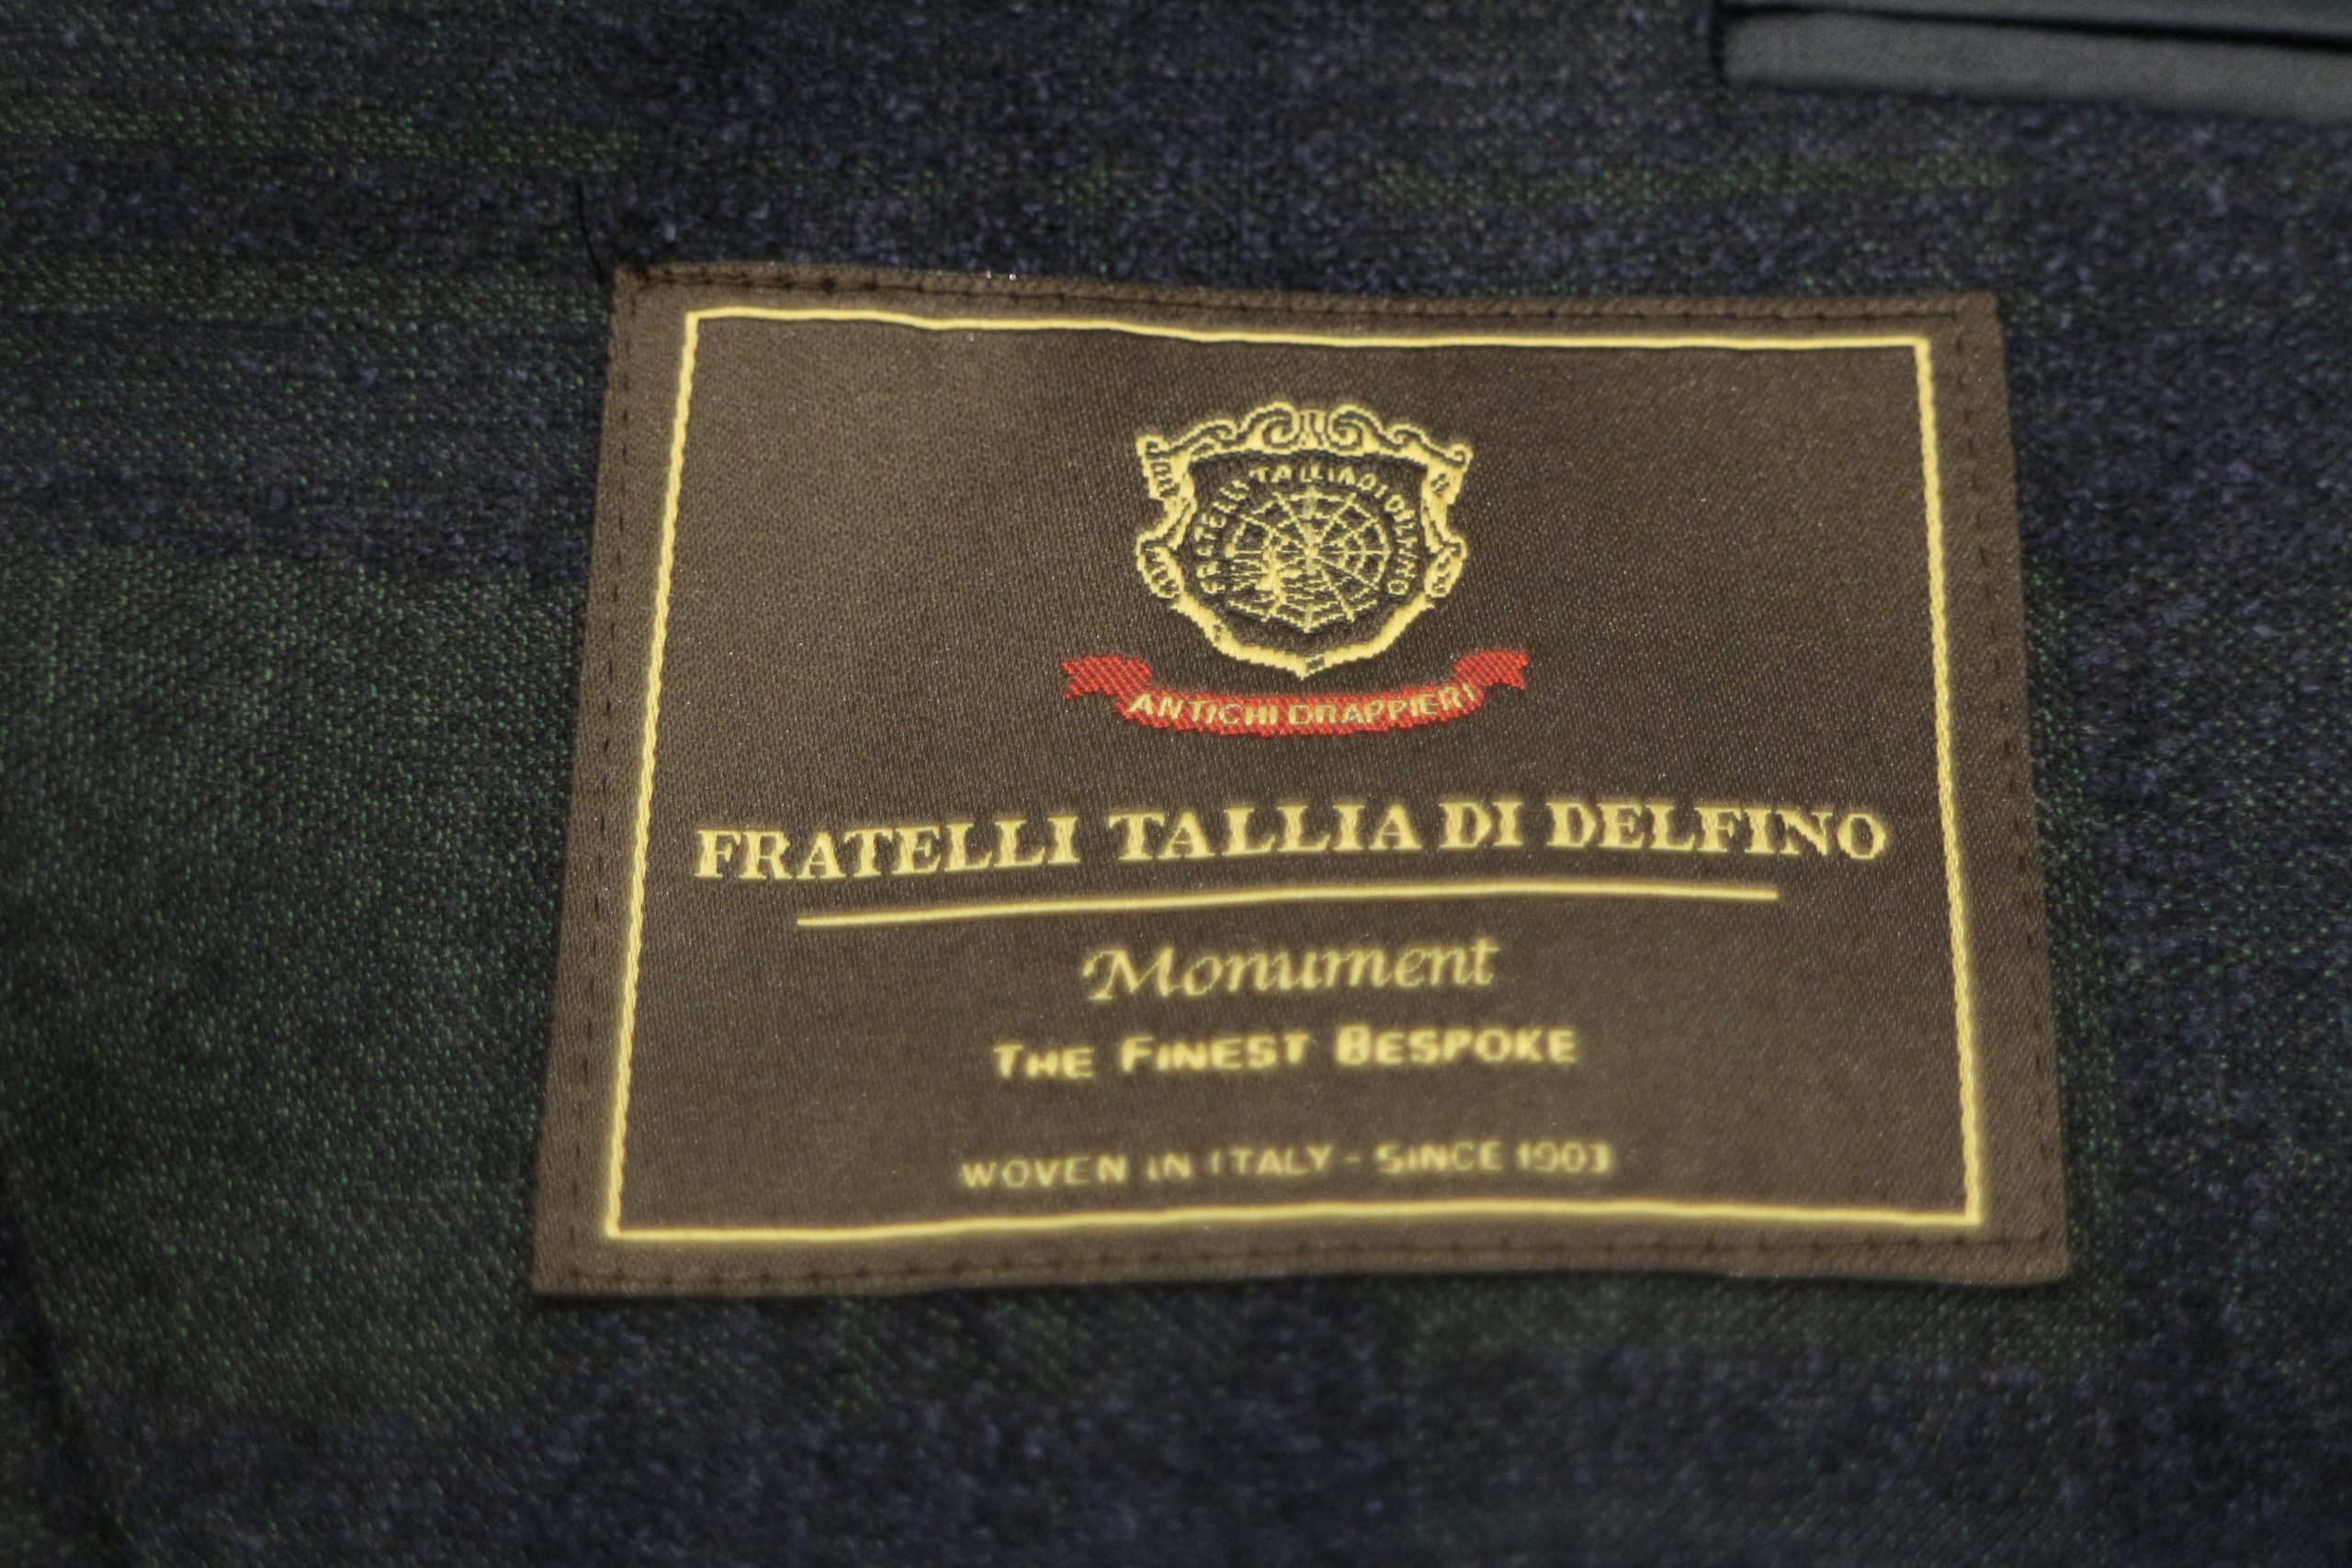 FRATELLI TALLIA DI DELFINO
ANTICHI DRAPPIERI
FRATELLI TALLIA DI DELFINO
Monument
THE FINEST BESPOKE
WOVEN IN ITALY - SINCE 1903